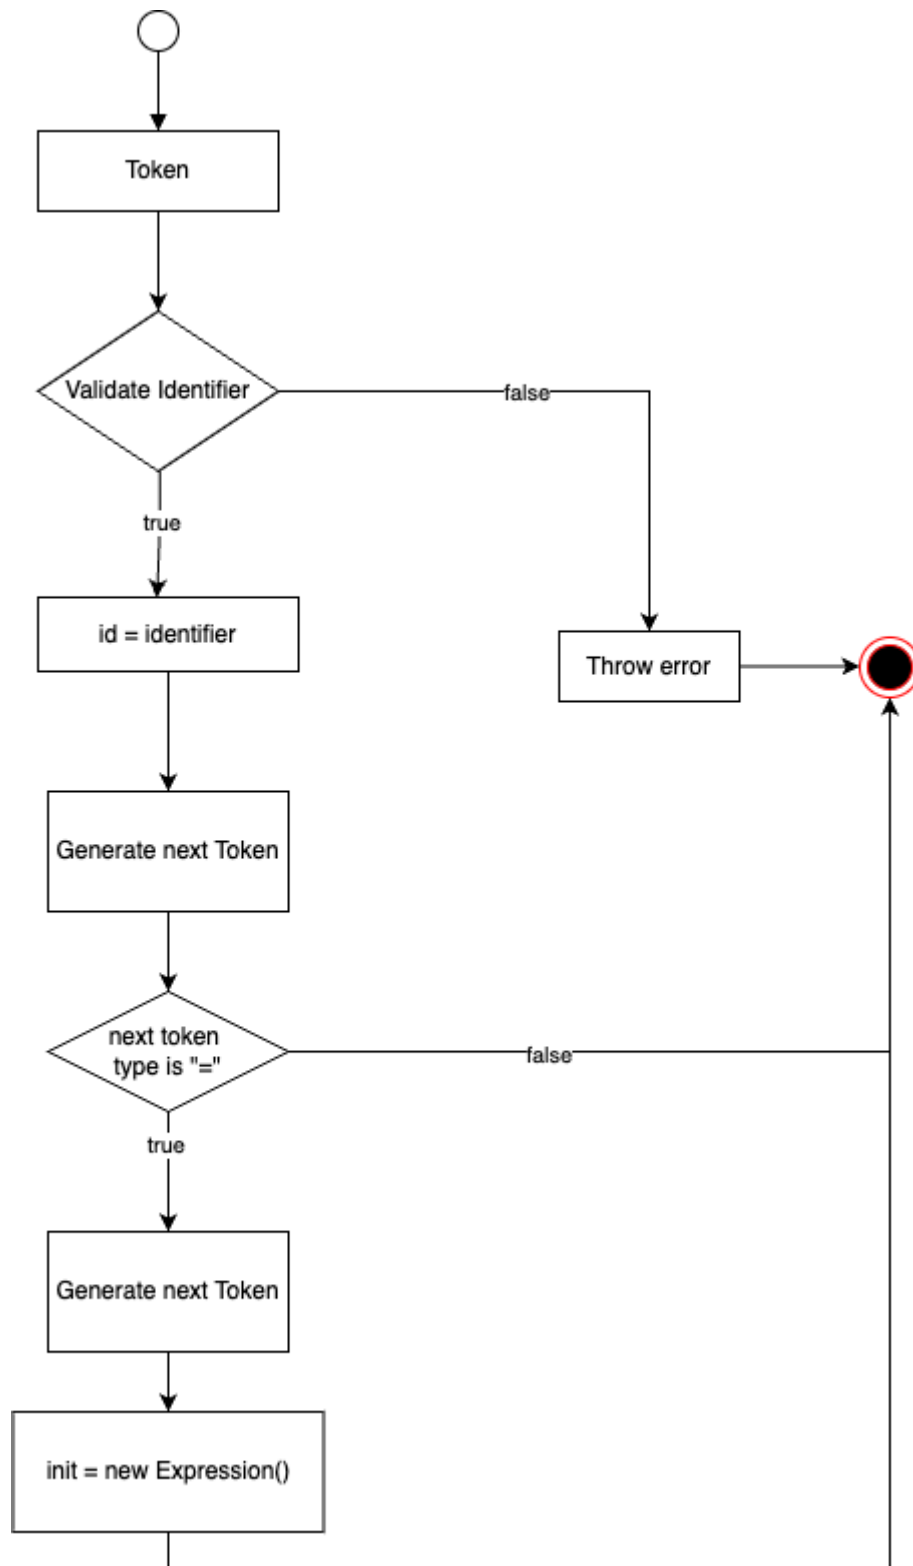 Token
Validate Identifier
false
true
id = identifier
Throw error
Generate next Token
next token
type is "="
false
true
Generate next Token
init = new Expression()